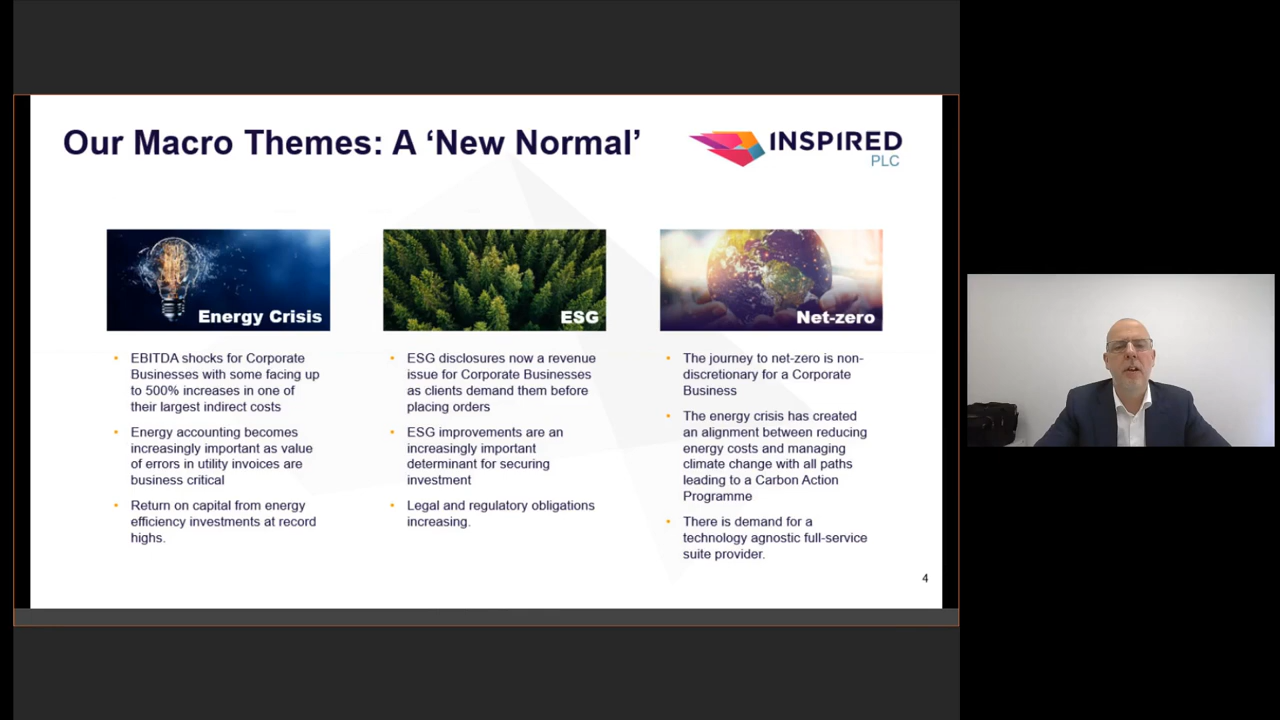 Our Macro Themes: A ‘New Normal’
INSPIRED
PLC
Energy Crisis
• EBITDA shocks for Corporate
Businesses with some facing up
to 500% increases in one of
their largest indirect costs
• Energy accounting becomes
increasingly important as value
of errors in utility invoices are
business critical
• Return on capital from energy
efficiency investments at record
highs.
ESG
• ESG disclosures now a revenue
issue for Corporate Businesses
as clients demand them before
placing orders
• ESG improvements are an
increasingly important
determinant for securing
investment
• Legal and regulatory obligations
increasing.
Net-zero
• The journey to net-zero is non-
discretionary for a Corporate
Business
• The energy crisis has created
an alignment between reducing
energy costs and managing
climate change with all paths
leading to a Carbon Action
Programme
• There is demand for a
technology agnostic full-service
suite provider.
4